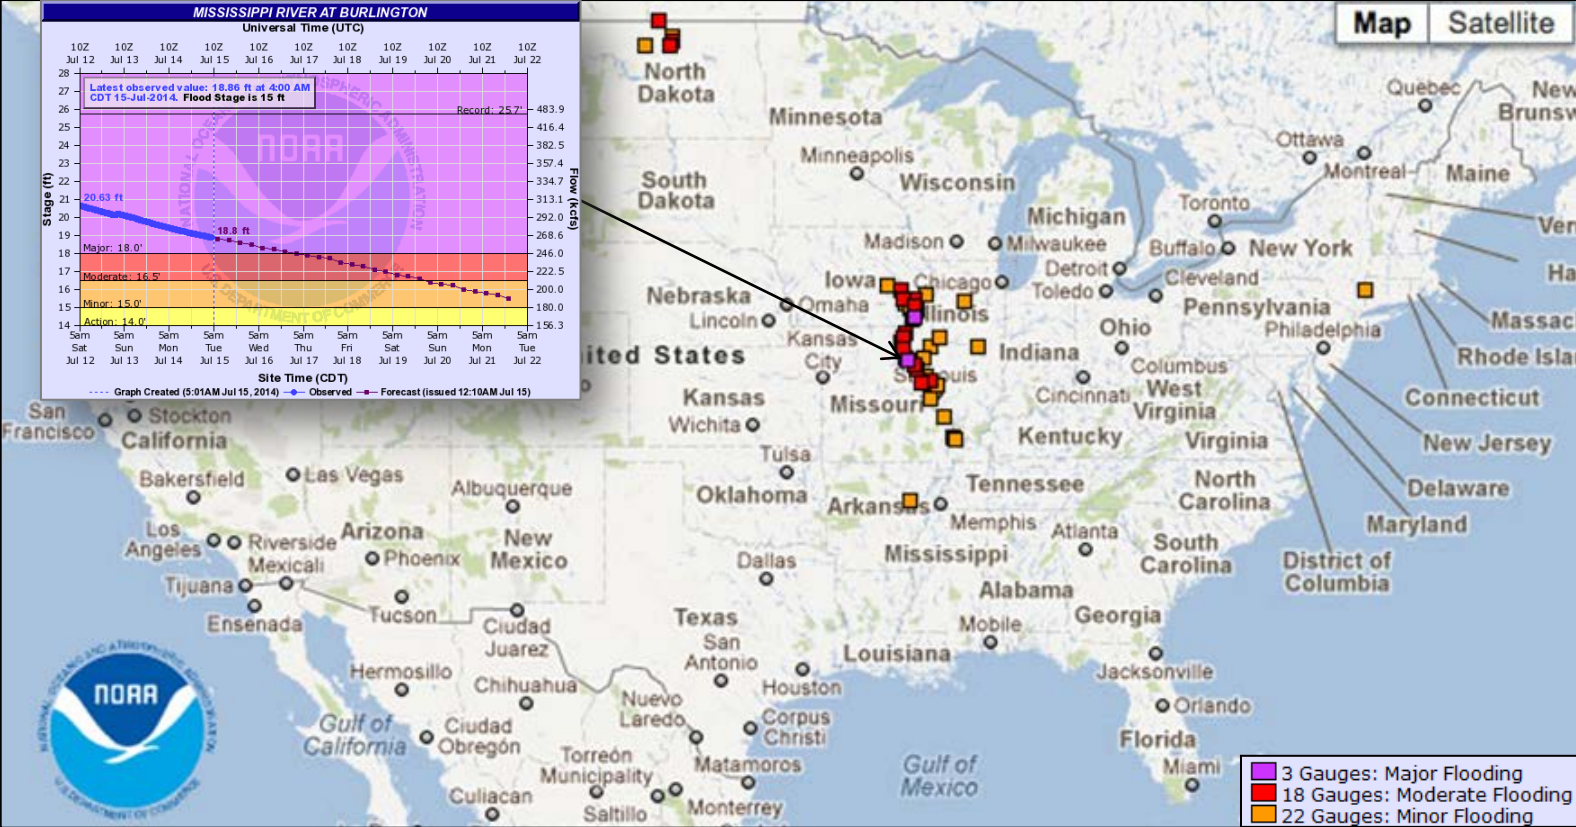 MISSISSIPPI RIVER AT BURLINGTON
Universal Time (UTC)
10Z 10Z 10Z 10Z 10Z 10Z 10Z 10Z 10Z 10Z 10Z
Jul 12 Jul 13 Jul 14 Jul 15 Jul 16 Jul 17 Jul 18 Jul 19 Jul 20 Jul 21 Jul 22
Latest observed value: 18.86 ft at 4:00 AM
CDT 15-Jul-2014. Flood Stage is 15 ft
Record: 25.7'
28
27
26
25
24
23
22
21
20
19
18
17
16
15
14
Stage (ft)
483.9
416.4
382.5
357.4
334.7
313.1
292.0
268.6
246.0
222.5
200.0
180.0
156.3
Flow (kcfs)
20.63 ft
18.8 ft
Major: 18.0'
Moderate: 16.5'
Minor: 15.0'
Action: 14.0'
NOAA
5am 5am 5am 5am 5am 5am 5am 5am 5am 5am 5am
Sat Sun Mon Tue Wed Thu Fri Sat Sun Mon Tue
Jul 12 Jul 13 Jul 14 Jul 15 Jul 16 Jul 17 Jul 18 Jul 19 Jul 20 Jul 21 Jul 22
Site Time (CDT)
Graph Created (5:01AM Jul 15, 2014) Observed Forecast (issued 12:10AM Jul 15)
Map Satellite
North
Dakota
Minnesota
Minneapolis
South
Dakota
Wisconsin
Michigan
Madison
Milwaukee
Quebec
New
Brunsw
Ottawa
Montreal
Maine
Toronto
Buffalo
New York
Ver
Detroit
Toledo
Cleveland
Ha
Iowa
Chicago
Nebraska
Omaha
Lincoln
Illinois
Pennsylvania
Philadelphia
Massac
Ohio
Kansas
City
ited States
Indiana
Columbus
Rhode Islan
Cincinnati
West
Virginia
Connecticut
Kansas
Missouri
Wichita
Kentucky
Virginia
New Jersey
San
Francisco
Stockton
California
Bakersfield
Las Vegas
Albuquerque
Tulsa
Oklahoma
Arkansas
Tennessee
Memphis
North
Carolina
Delaware
Maryland
Los
Angeles
Riverside
Arizona
Phoenix
New
Mexico
Mexicali
Tijuana
Dallas
Mississippi
Atlanta
South
Carolina
District of
Columbia
Alabama
Georgia
Ensenada
Tucson
Ciudad
Juarez
Texas
San
Antonio
Mobile
Louisiana
Jacksonville
Hermosillo
Chihuahua
Houston
Orlando
Gulf of
California
Ciudad
Obregón
Nuevo
Laredo
Corpus
Christi
Florida
Torreón
Municipality
Matamoros
Gulf of
Mexico
Miami
Culiacan
Saltillo
Monterrey
NOAA
NATIONAL OCEANIC AND ATMOSPHERIC ADMINISTRATION
U.S. DEPARTMENT OF COMMERCE
3 Gauges: Major Flooding
18 Gauges: Moderate Flooding
22 Gauges: Minor Flooding